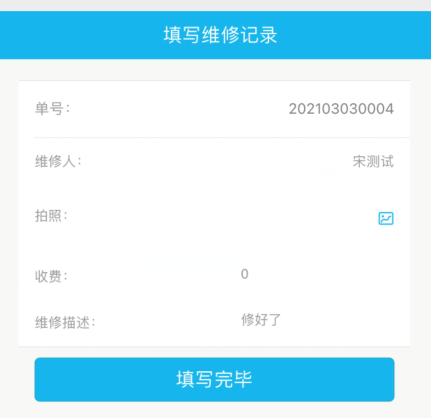 填写维修记录
单号： 202103030004
维修人： 宋测试
拍照：
收费： 0
维修描述： 修好了
填写完毕